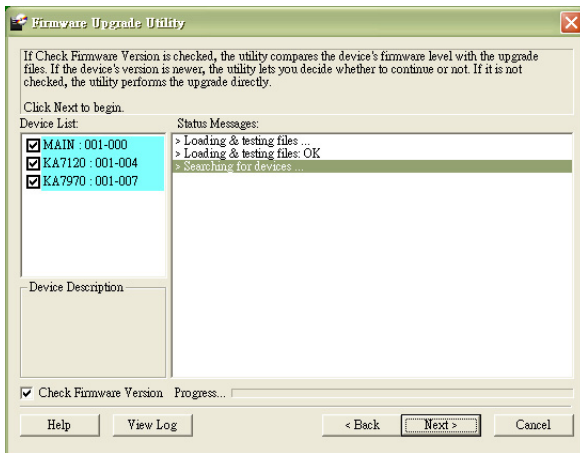 Firmware Upgrade Utility
If Check Firmware Version is checked, the utility compares the device's firmware level with the upgrade
files. If the device's version is newer, the utility lets you decide whether to continue or not. If it is not
checked, the utility performs the upgrade directly.
Click Next to begin.
Device List:
MAIN : 001-000
KA7120 : 001-004
KA7970 : 001-007
Status Messages:
> Loading & testing files ...
> Loading & testing files: OK
> Searching for devices ...
Device Description
Check Firmware Version Progress...
Help View Log < Back Next > Cancel